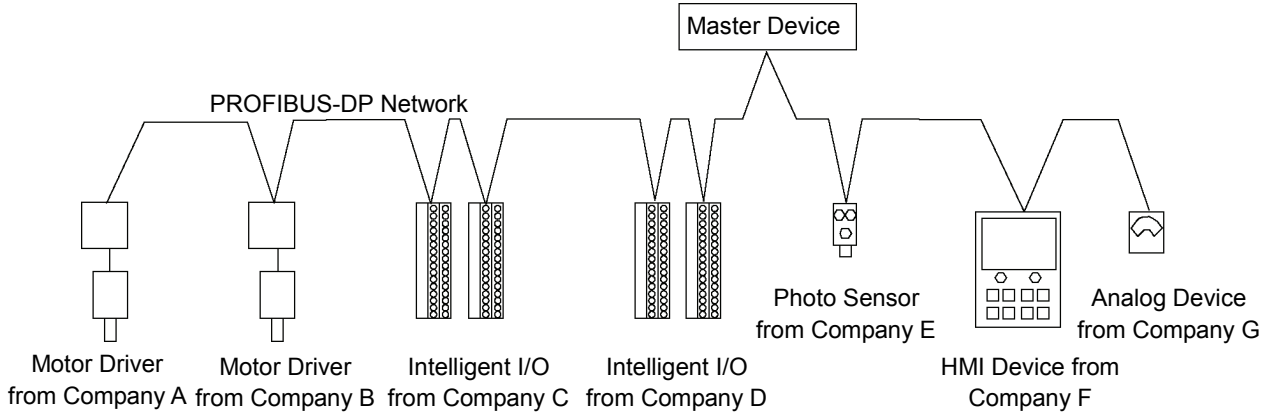 Master Device
PROFIBUS-DP Network
Motor Driver
from Company A
Motor Driver
from Company B
Intelligent I/O
from Company C
Intelligent I/O
from Company D
Photo Sensor
from Company E
HMI Device from
Company F
Analog Device
from Company G